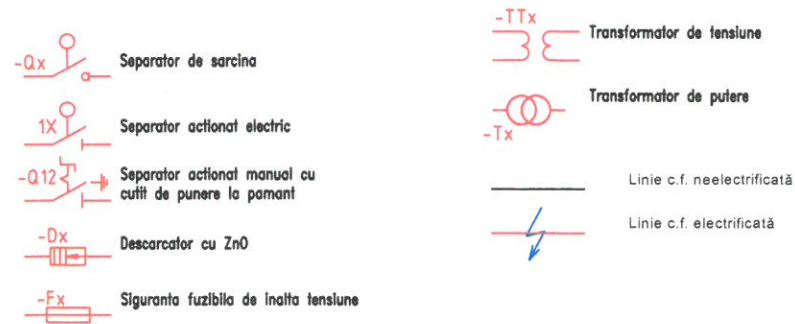 -Qx Separator de sarcina
1X Separator actionat electric
-Q12 Separator actionat manual cu
cutit de punere la pamant
-Dx Descarcator cu ZnO
-Fx Siguranta fuzibila de inalta tensiune
-TTx Transformator de tensiune
Transformator de putere
-Tx
Linie c.f. neelectrificată
Linie c.f. electrificată